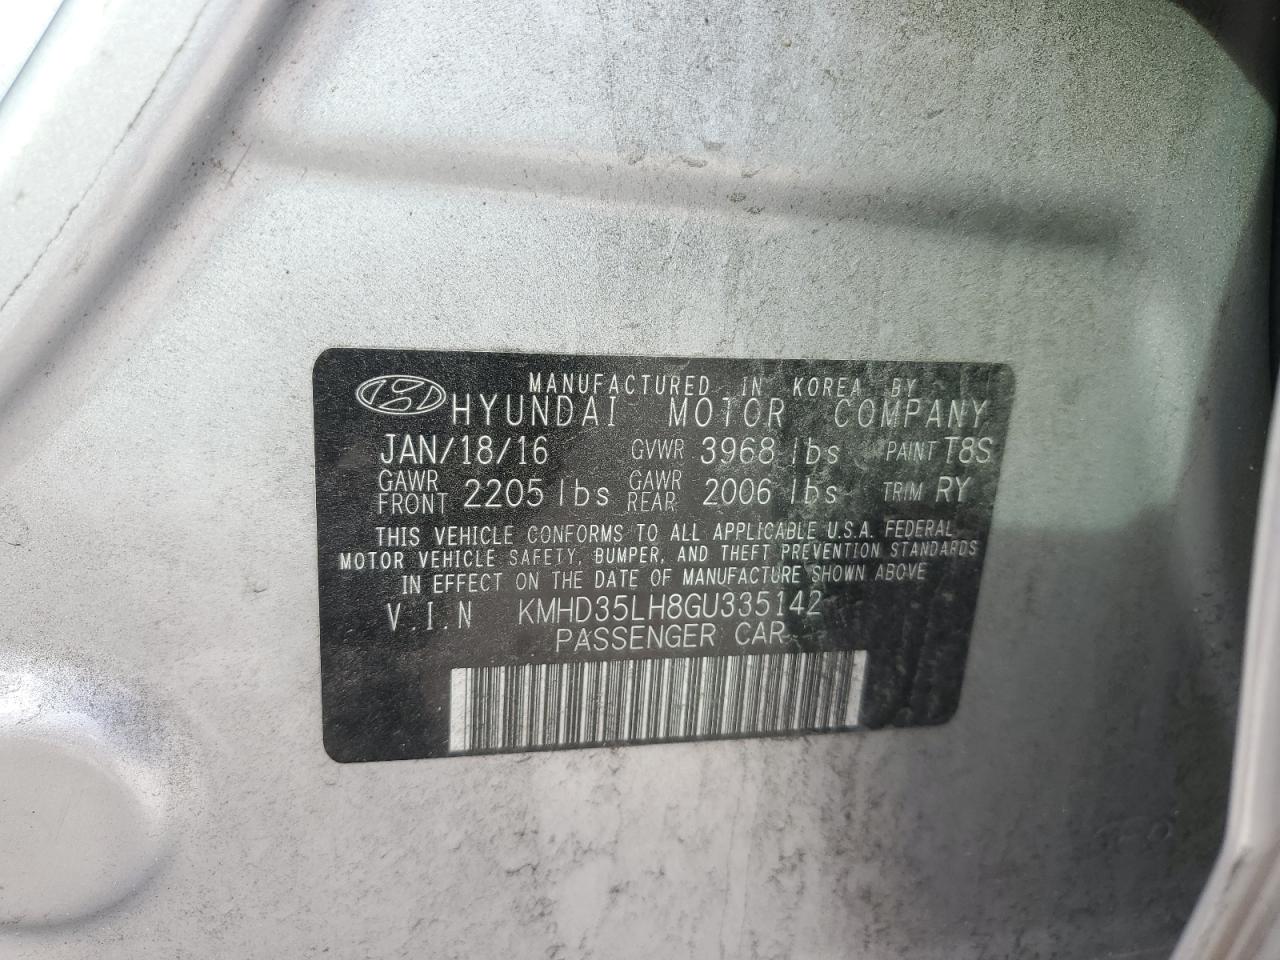 MANUFACTURED IN KOREA BY
HYUNDAI MOTOR COMPANY
JAN/18/16 GVWR 3968 lbs PAINT T8S
GAWR FRONT 2205 lbs GAWR REAR 2006 lbs TRIM RY
THIS VEHICLE CONFORMS TO ALL APPLICABLE U.S.A. FEDERAL
MOTOR VEHICLE SAFETY, BUMPER, AND THEFT PREVENTION STANDARDS
IN EFFECT ON THE DATE OF MANUFACTURE SHOWN ABOVE
V.I.N KMHD35LH8GU335142
PASSENGER CAR